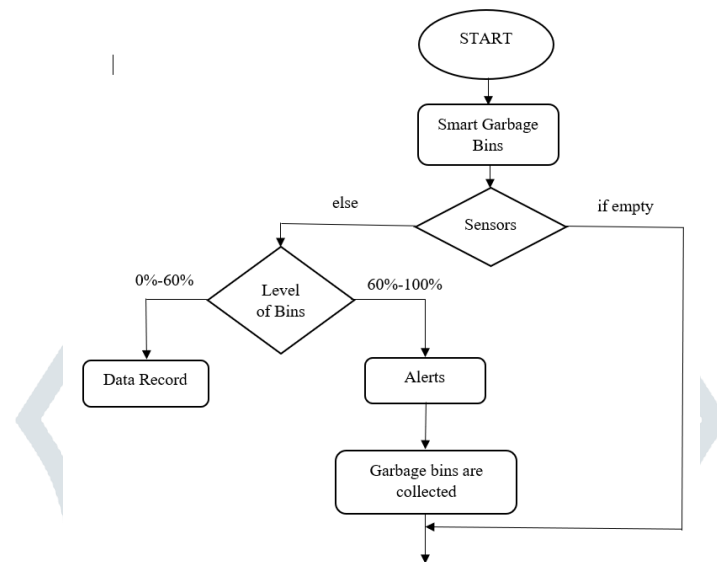 START
Smart Garbage
Bins
Sensors
else
if empty
Level
of Bins
0%-60%
60%-100%
Data Record
Alerts
Garbage bins are
collected